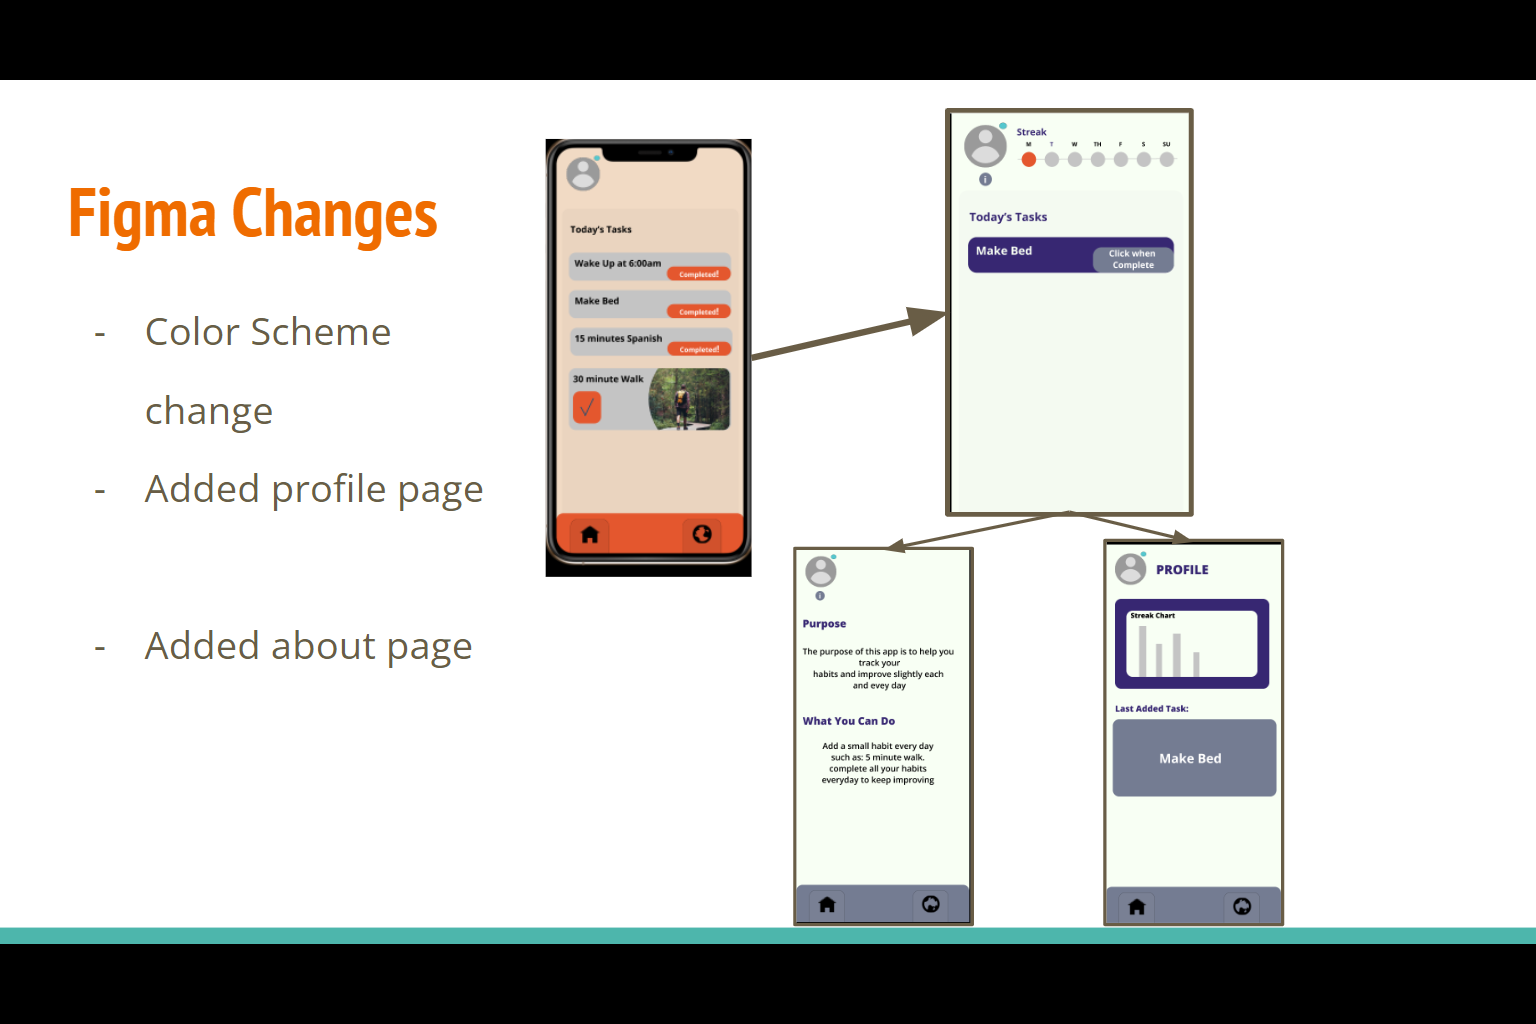 Figma Changes
- Color Scheme
change
- Added profile page
- Added about page
Today's Tasks
Wake Up at 6:00am
Completed!
Make Bed
Completed!
15 minutes Spanish
Completed!
30 minute Walk
Streak
M T W TH F S SU
i
Today's Tasks
Make Bed
Click when
Complete
i
Purpose
The purpose of this app is to help you
track your
habits and improve slightly each
and evey day
What You Can Do
Add a small habit every day
such as: 5 minute walk.
complete all your habits
everyday to keep improving
PROFILE
Streak Chart
Last Added Task:
Make Bed